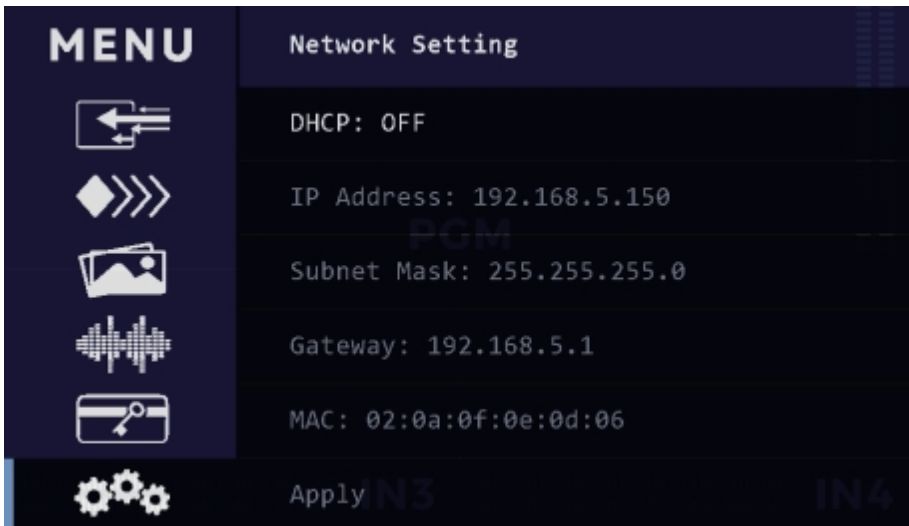 MENU
Network Setting
DHCP: OFF
IP Address: 192.168.5.150
PGM
Subnet Mask: 255.255.255.0
Gateway: 192.168.5.1
MAC: 02:0a:0f:0e:0d:06
Apply
IN3
IN4